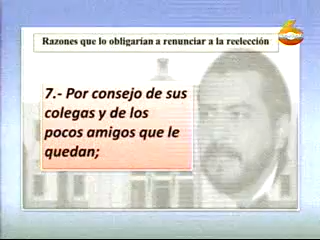 Razones que lo obligarían a renunciar a la reelección
7.- Por consejo de sus
colegas y de los
pocos amigos que le
quedan;